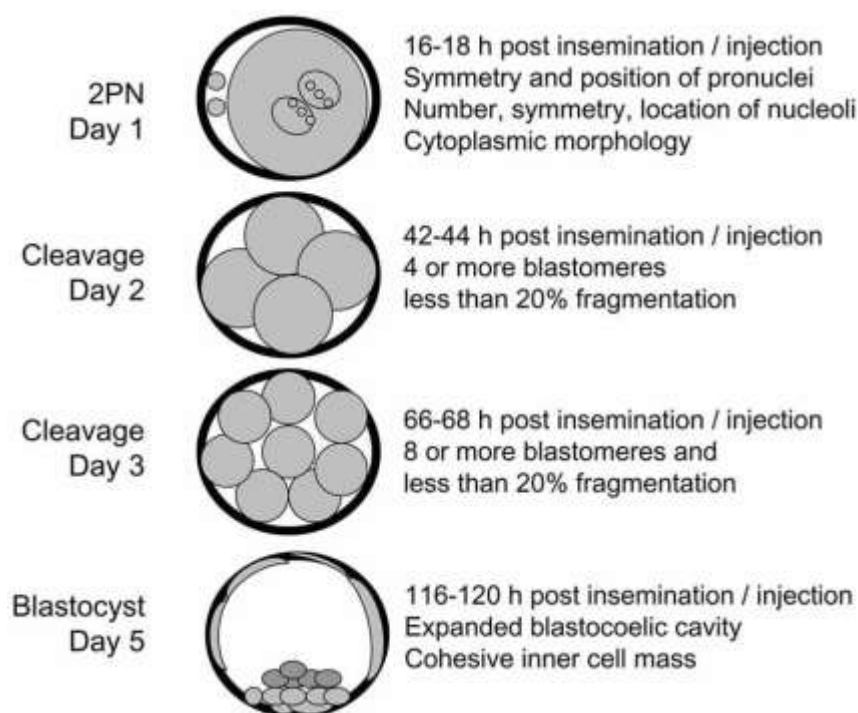 2PN
Day 1
16-18 h post insemination / injection
Symmetry and position of pronuclei
Number, symmetry, location of nucleoli
Cytoplasmic morphology
Cleavage
Day 2
42-44 h post insemination / injection
4 or more blastomeres
less than 20% fragmentation
Cleavage
Day 3
66-68 h post insemination / injection
8 or more blastomeres and
less than 20% fragmentation
Blastocyst
Day 5
116-120 h post insemination / injection
Expanded blastocoelic cavity
Cohesive inner cell mass